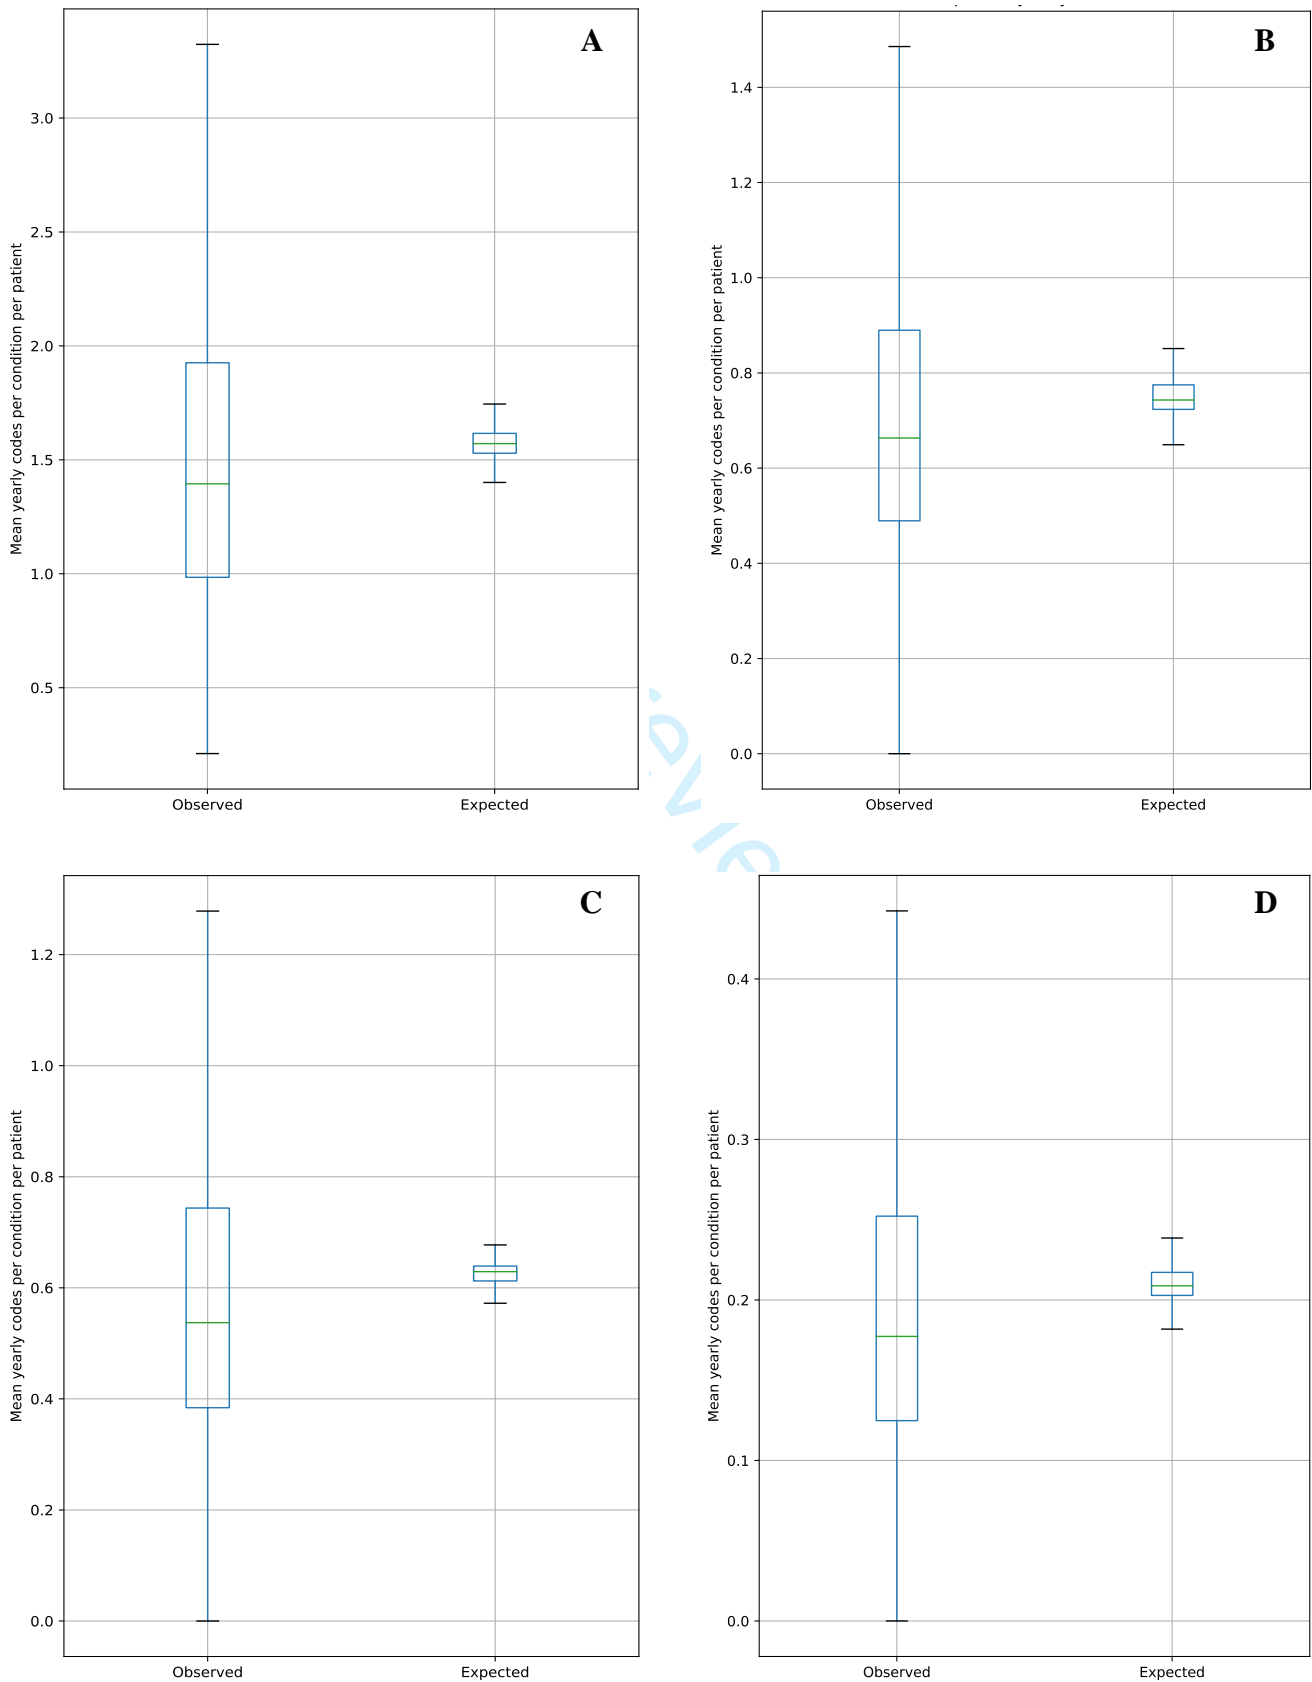 A
3.0
2.5
2.0
1.5
1.0
0.5
Mean yearly codes per condition per patient
Observed Expected
B
1.4
1.2
1.0
0.8
0.6
0.4
0.2
0.0
Mean yearly codes per condition per patient
Observed Expected
evie
C
1.2
1.0
0.8
0.6
0.4
0.2
0.0
Mean yearly codes per condition per patient
Observed Expected
D
0.4
0.3
0.2
0.1
0.0
Mean yearly codes per condition per patient
Observed Expected